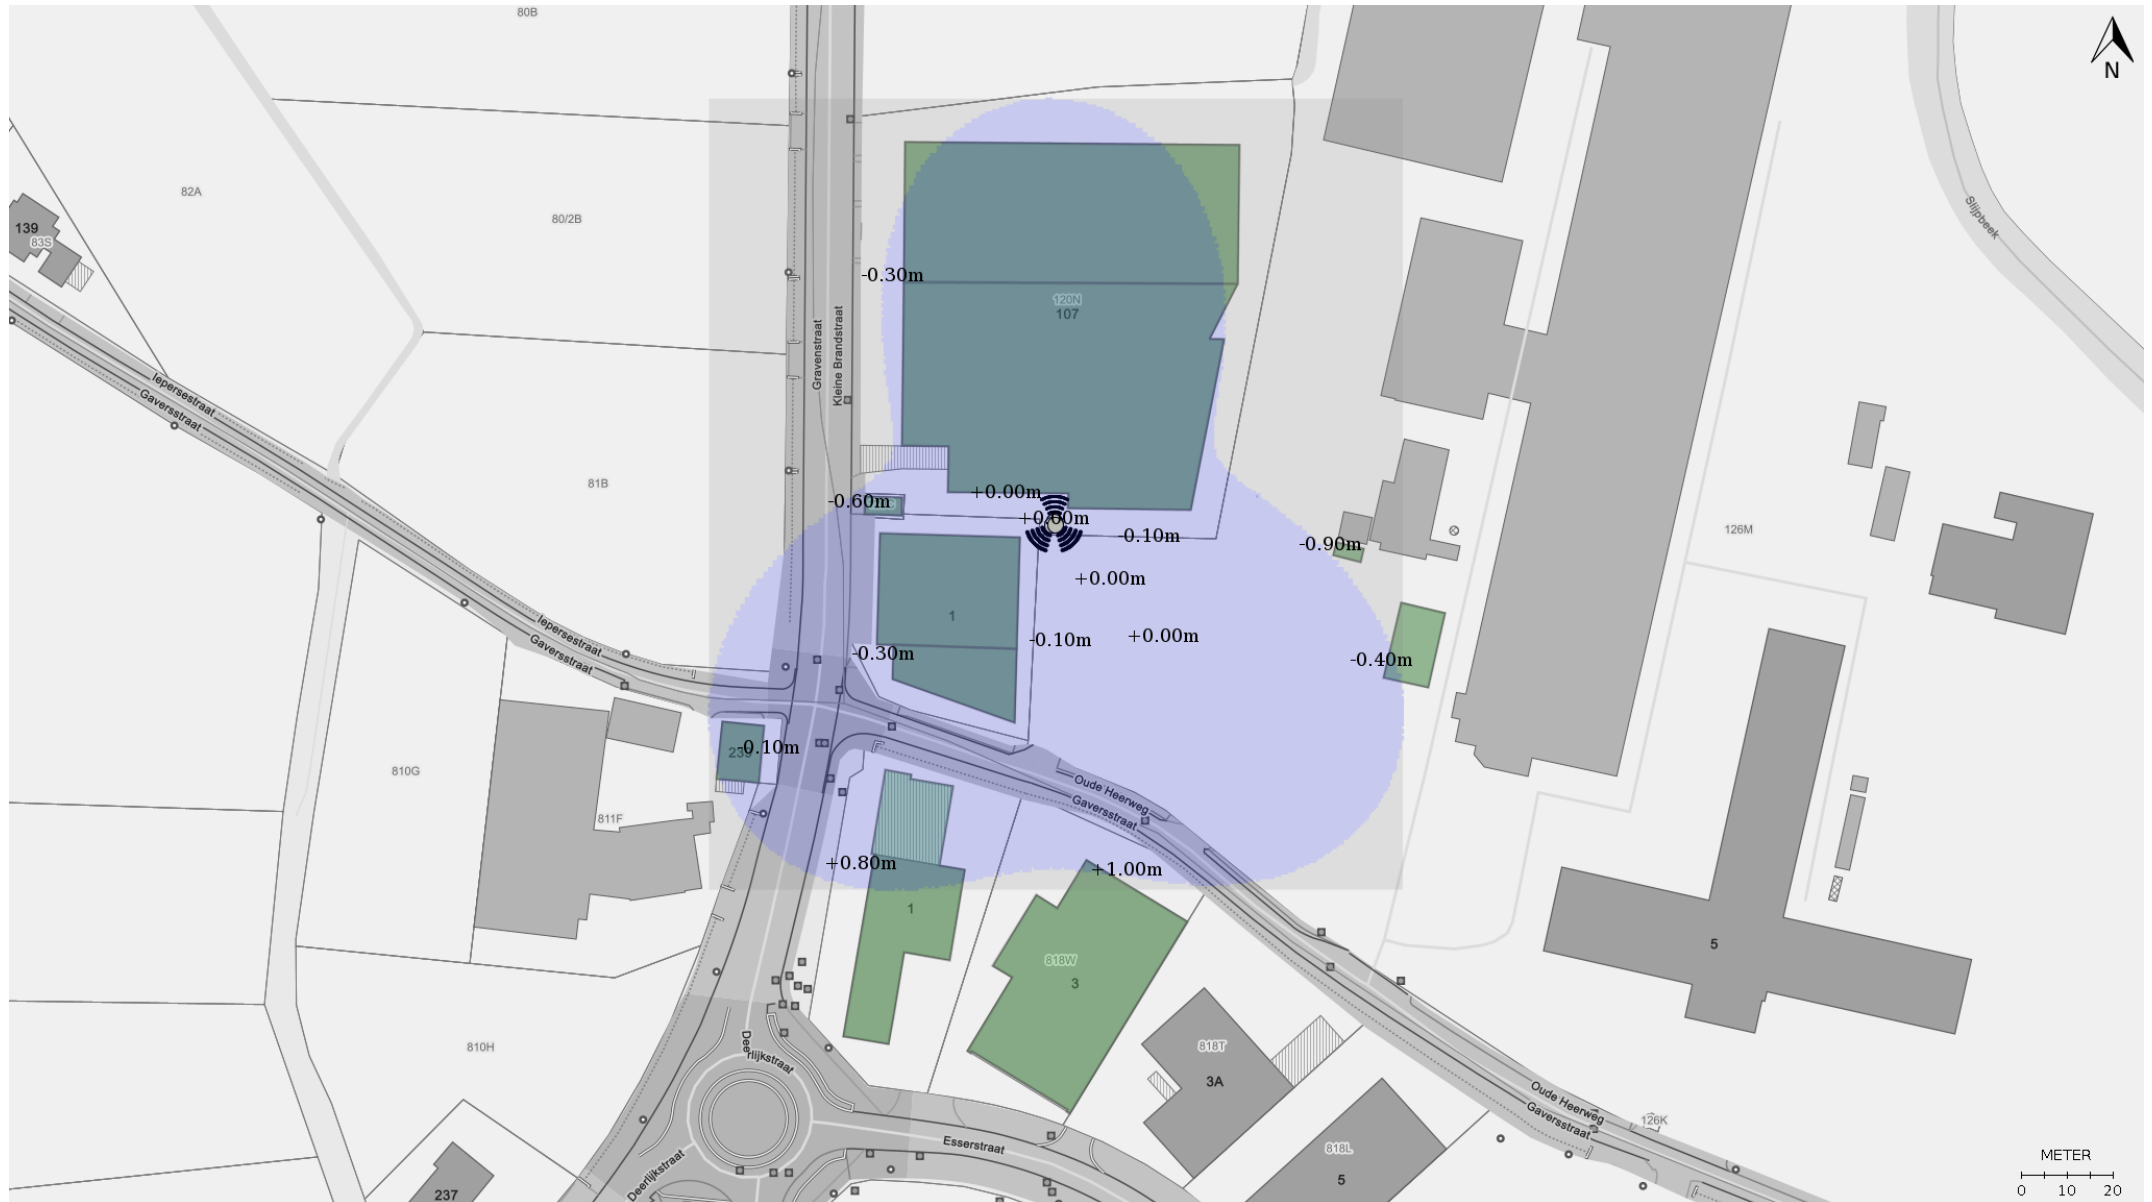 80B
N
82A
80/2B
139
83S
-0.30m
120N
107
Slijpbeek
Gravenstraat
Kleine Brandstraat
Iepersestraat
Gaversstraat
81B
+0.00m
-0.60m
+0.00m
-0.10m
-0.90m
126M
+0.00m
1
Iepersestraat
Gaversstraat
-0.10m
+0.00m
-0.30m
-0.40m
-0.10m
810G
Oude Heerweg
Gaversstraat
811F
+0.80m
+1.00m
1
5
818W
3
810H
Deerlijkstraat
818T
3A
Oude Heerweg
Gaversstraat
126K
Esserstraat
818L
5
Deerlijkstraat
237
METER
0 10 20